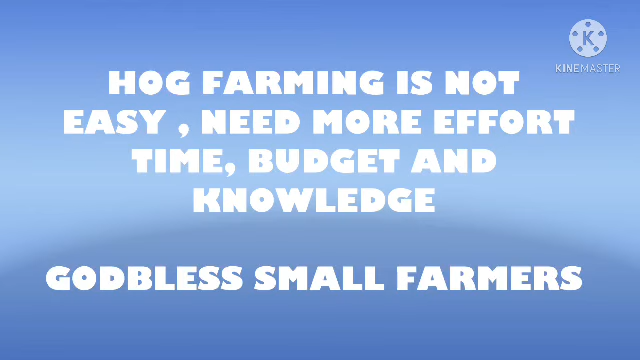 KINEMASTER
HOG FARMING IS NOT
EASY , NEED MORE EFFORT
TIME, BUDGET AND
KNOWLEDGE
GODBLESS SMALL FARMERS